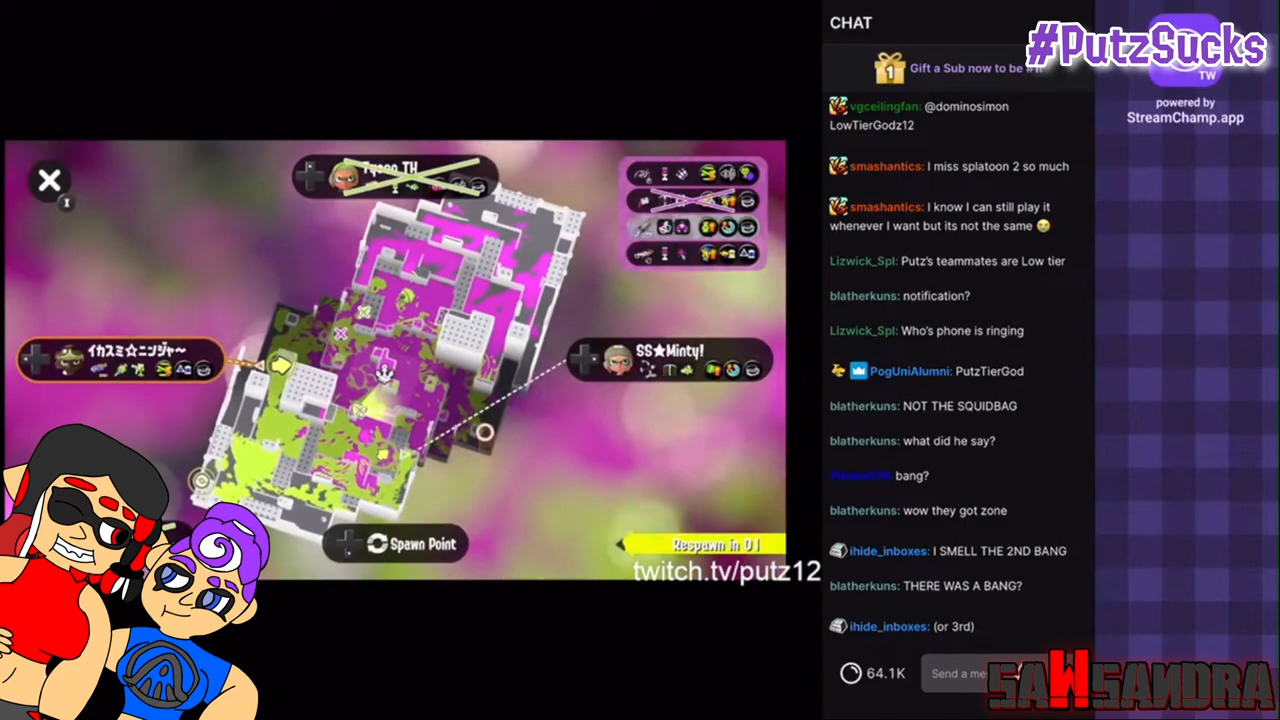 CHAT
#PutzSucks
1
Gift a Sub now to be #1!
TW
powered by
StreamChamp.app
vgceilingfan: @dominosimon
LowTierGodz12
smashantics: I miss splatoon 2 so much
smashantics: I know I can still play it
whenever I want but its not the same
Lizwick_Spl: Putz's teammates are Low tier
blatherkuns: notification?
Lizwick_Spl: Who's phone is ringing
PogUniAlumni: PutzTierGod
blatherkuns: NOT THE SQUIDBAG
blatherkuns: what did he say?
bang?
blatherkuns: wow they got zone
ihide_inboxes: I SMELL THE 2ND BANG
blatherkuns: THERE WAS A BANG?
ihide_inboxes: (or 3rd)
64.1K
Send a me
SAWSANDRA
X
Tycoon TH
イカスミ☆ニンジャ〜
SS★Minty!
Spawn Point
Respawn in 01
twitch.tv/putz12